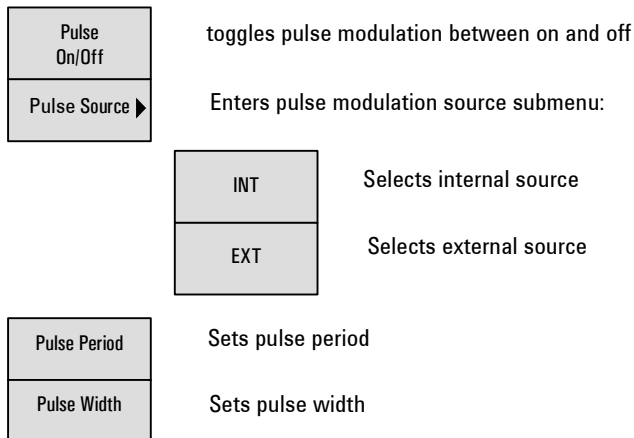 Pulse
On/Off
toggles pulse modulation between on and off
Pulse Source
Enters pulse modulation source submenu:
INT
Selects internal source
EXT
Selects external source
Pulse Period
Sets pulse period
Pulse Width
Sets pulse width